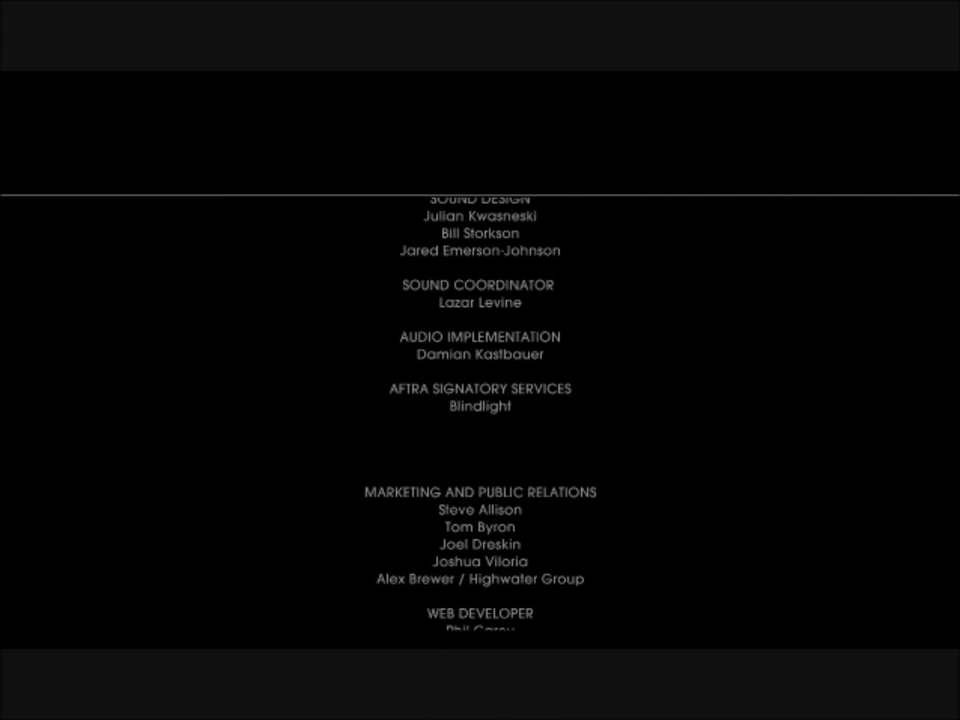 SOUND DESIGN
Julian Kwasneski
Bill Storkson
Jared Emerson-Johnson
SOUND COORDINATOR
Lazar Levine
AUDIO IMPLEMENTATION
Damian Kastbauer
AFTRA SIGNATORY SERVICES
Blindlight
MARKETING AND PUBLIC RELATIONS
Steve Allison
Tom Byron
Joel Dreskin
Joshua Viloria
Alex Brewer / Highwater Group
WEB DEVELOPER